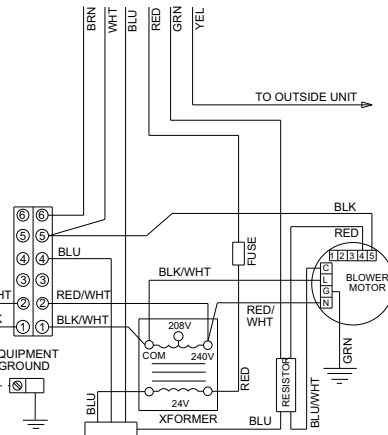 BRN
WHT
BLU
RED
GRN
YEL
TO OUTSIDE UNIT
BLK
RED
FUSE
6 6
5 5
4 4
3 3
2 2
1 1
BLU
BLK/WHT
RED/WHT
BLK/WHT
HT
K
1 2 3 4 5
C
L
G
N
BLOWER
MOTOR
RED/
WHT
208V
COM
240V
24V
XFORMER
QUIPMENT
GROUND
BLU
RED
BLU
RESISTOR
BLU/WHT
GRN